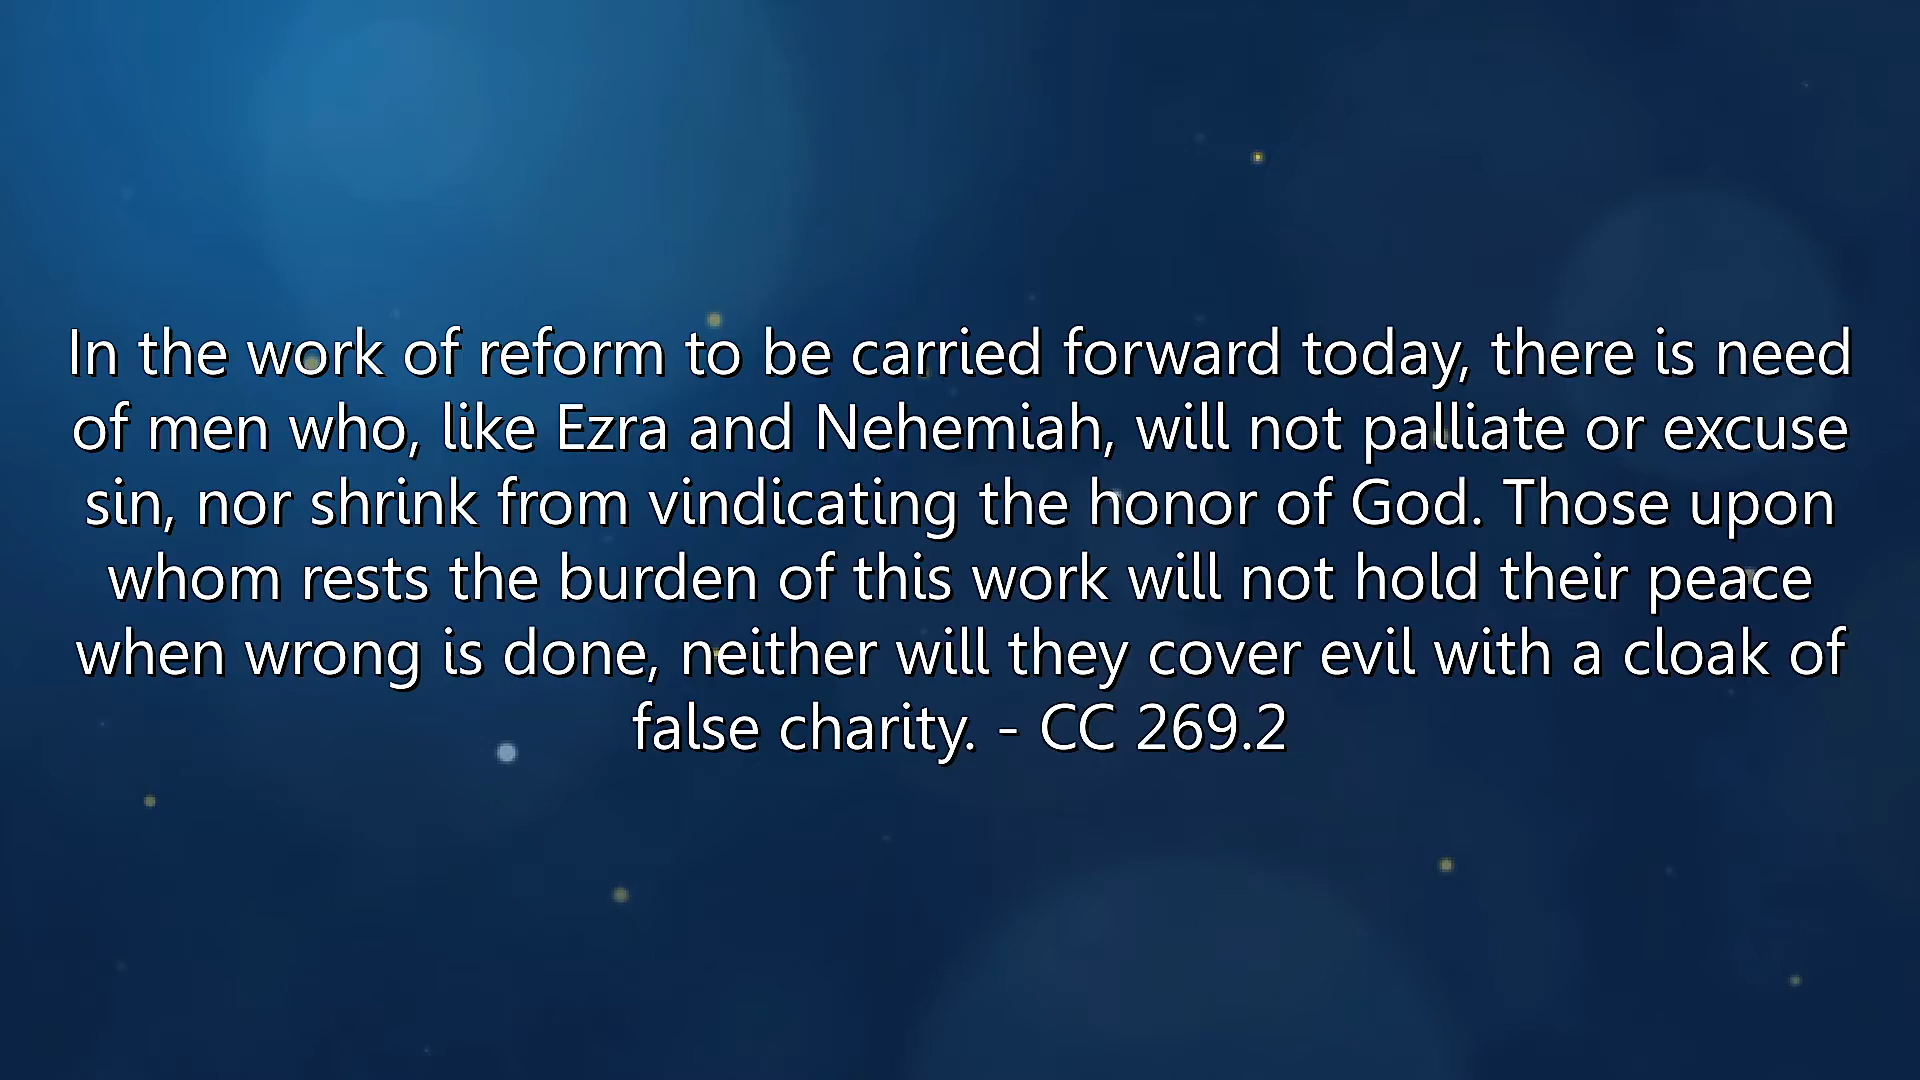 In the work of reform to be carried forward today, there is need
of men who, like Ezra and Nehemiah, will not palliate or excuse
sin, nor shrink from vindicating the honor of God. Those upon
whom rests the burden of this work will not hold their peace
when wrong is done, neither will they cover evil with a cloak of
false charity. - CC 269.2